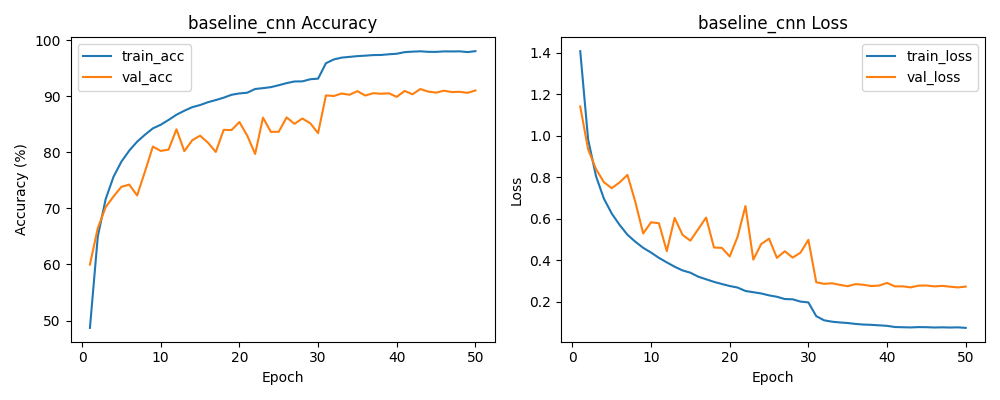 baseline_cnn Accuracy
train_acc
val_acc
Accuracy (%)
100
90
80
70
60
50
0 10 20 30 40 50
Epoch
baseline_cnn Loss
train_loss
val_loss
Loss
1.4
1.2
1.0
0.8
0.6
0.4
0.2
0 10 20 30 40 50
Epoch